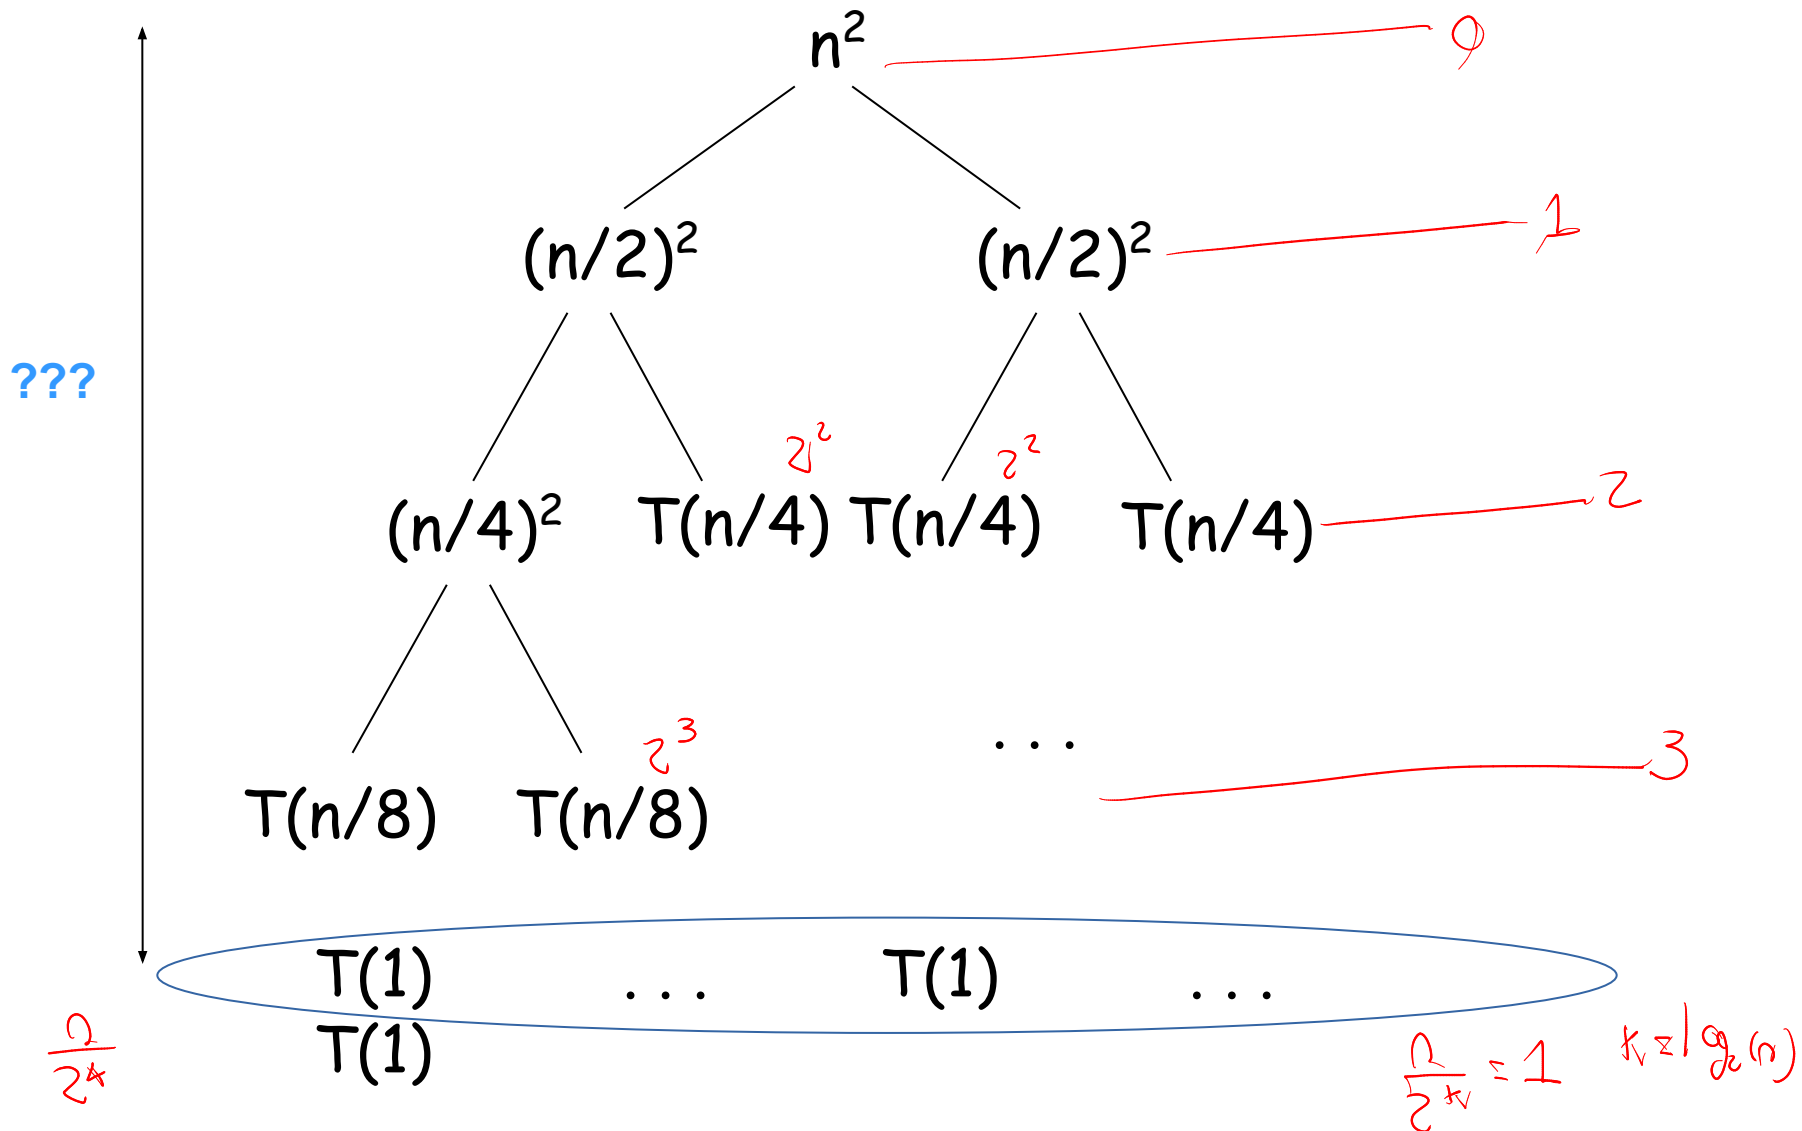 n² 0
(n/2)² (n/2)² 1
???
2² 2²
(n/4)² T(n/4) T(n/4) T(n/4) 2
2³
. . . 3
T(n/8) T(n/8)
T(1) . . . T(1) . . .
T(1)
n/2^k n/2^k = 1 k = log₂(n)